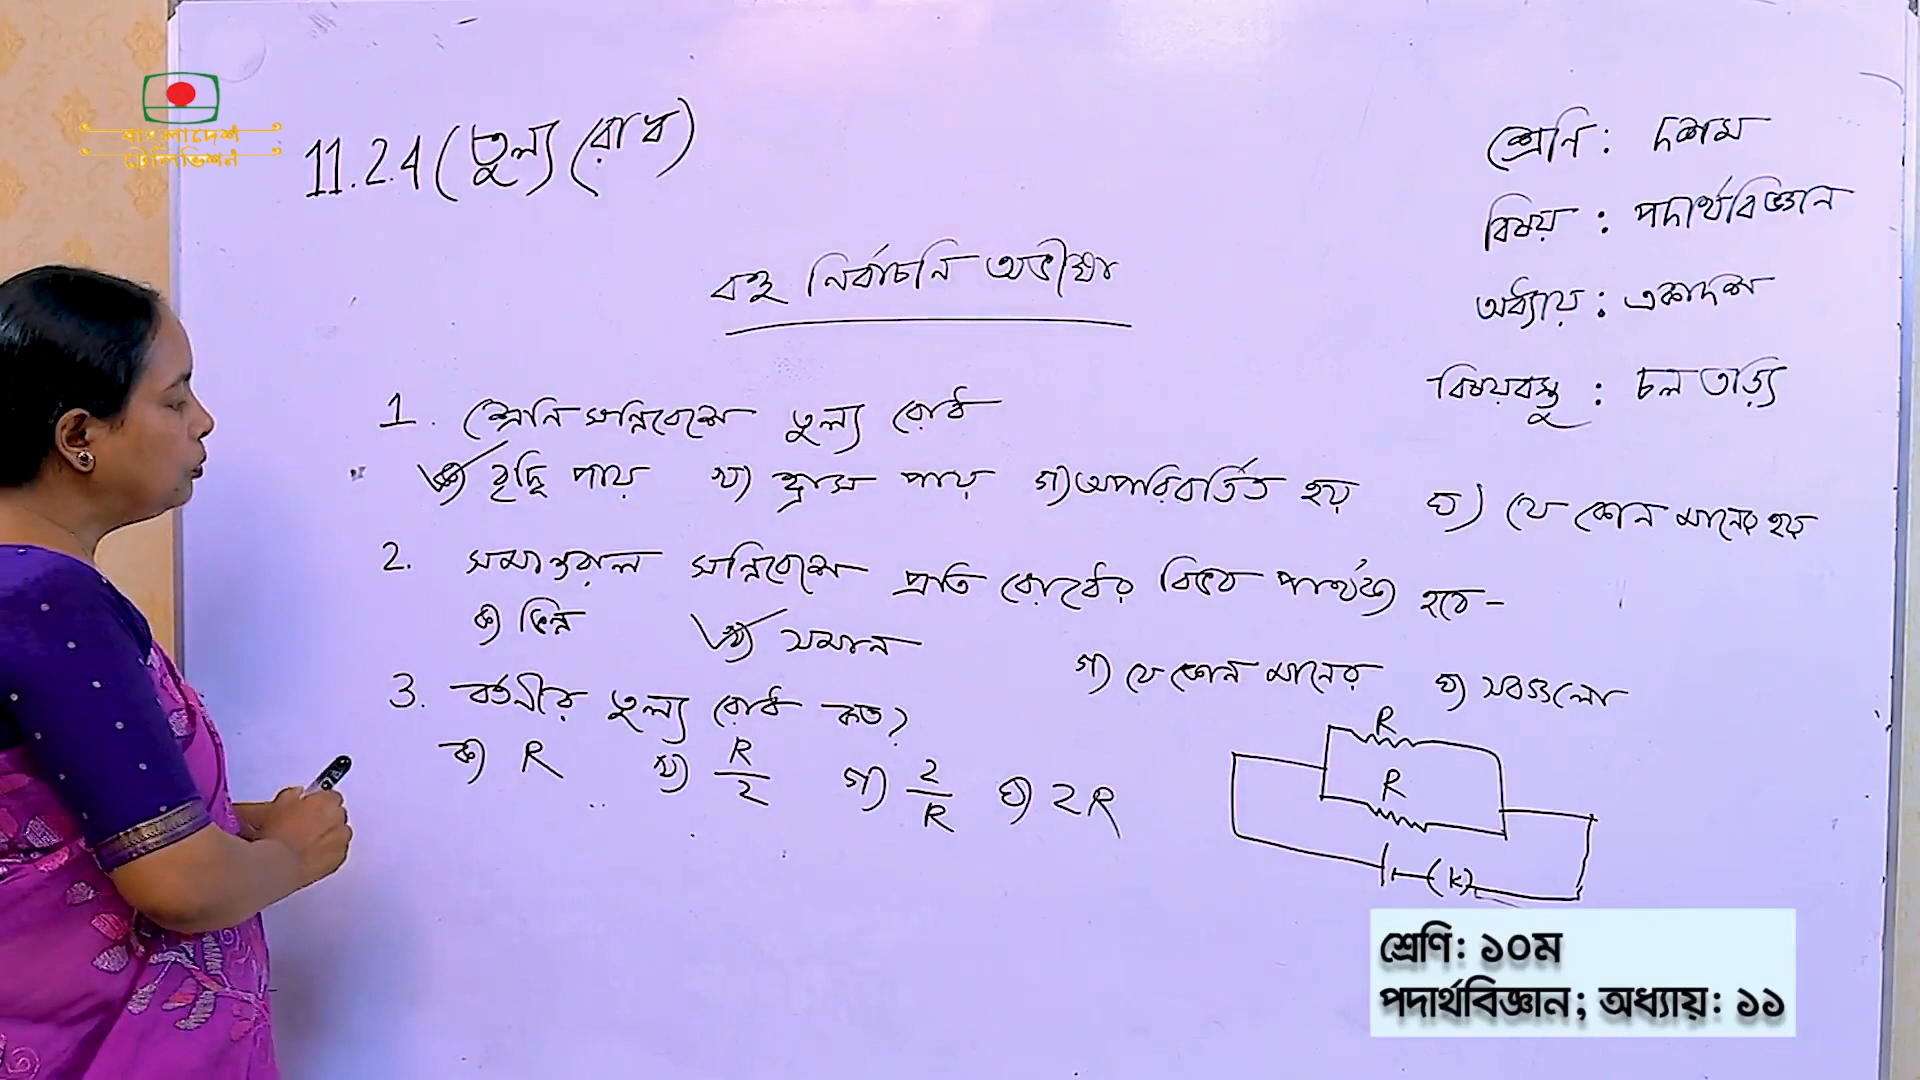 বাংলাদেশ
টেলিভিশন
11.2.4 (তুল্য রোধ)
শ্রেণি : দশম
বিষয় : পদার্থবিজ্ঞান
অধ্যায় : একাদশ
বিষয়বস্তু : চল তড়িৎ
বহু নির্বাচনি অভীক্ষা
1. শ্রেনি সন্নিবেশে তুল্য রোধ
ক) বৃদ্ধি পায় খ) হ্রাস পায় গ) অপরিবর্তিত হয় ঘ) যে কোন মানের হয়
2. সমান্তরাল সন্নিবেশে প্রতি রোধের বিভব পার্থক্য হবে -
ক) ভিন্ন খ) সমান গ) যে কোন মানের ঘ) সবগুলো
3. বর্তনীর তুল্য রোধ কত?
ক) R খ) R/2 গ) 2/R ঘ) 2R
R
R
(K)
শ্রেণি: ১০ম
পদার্থবিজ্ঞান; অধ্যায়: ১১